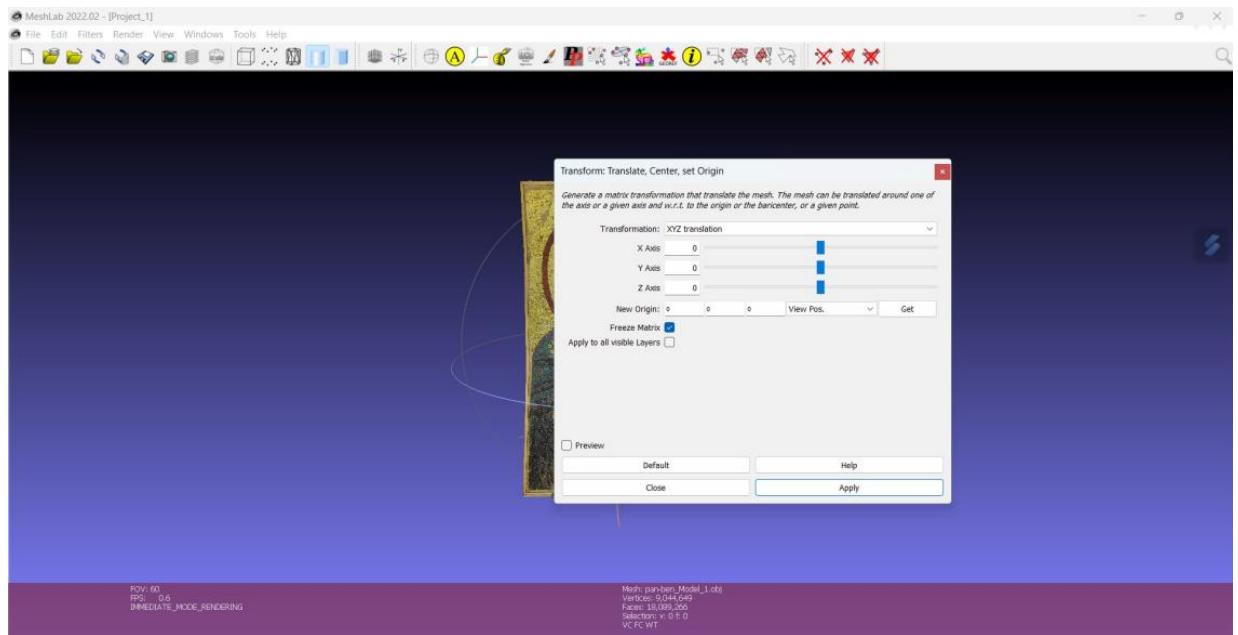 MeshLab 2022.02 - [Project_1]
File Edit Filters Render View Windows Tools Help
A
i
Transform: Translate, Center, set Origin
Generate a matrix transformation that translate the mesh. The mesh can be translated around one of
the axis or a given axis and w.r.t. to the origin or the baricenter, or a given point.
Transformation: XYZ translation
X Axis 0
Y Axis 0
Z Axis 0
New Origin: 0 0 0 View Pos. Get
Freeze Matrix
Apply to all visible Layers
Preview
Default Help
Close Apply
FOV: 60
FPS: 0.6
IMMEDIATE_MODE_RENDERING
Mesh: pan-ben_Model_1.obj
Vertices: 9,044,649
Faces: 18,089,266
Selection: v: 0 f: 0
VC FC WT